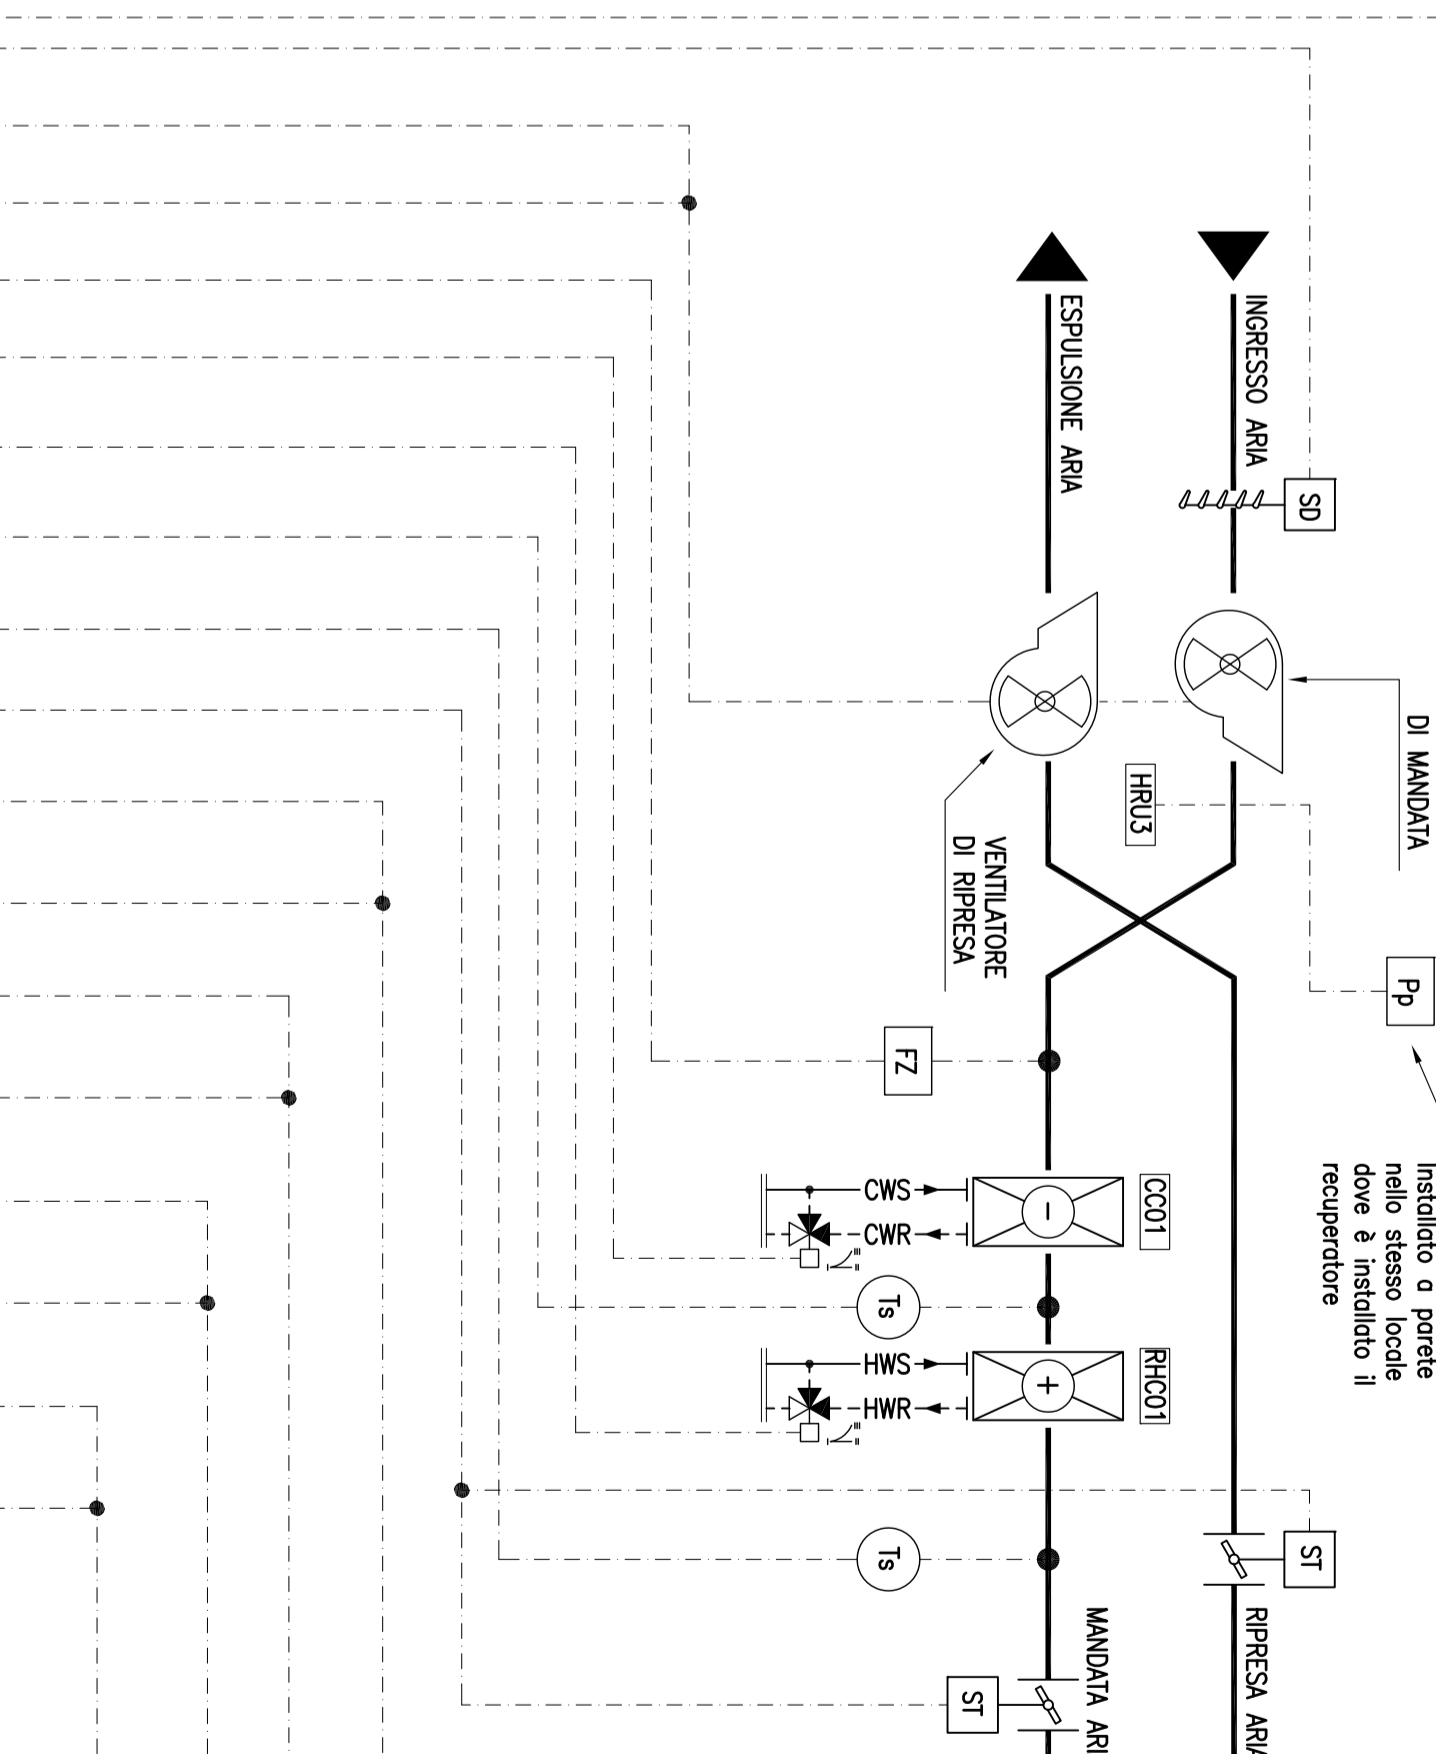 INGRESSO ARIA
ESPULSIONE ARIA
SD
DI MANDATA
HRU3
VENTILATORE
DI RIPRESA
Pp
FZ
Installato a parete
nello stesso locale
dove è installato il
recuperatore
CC01
CWS
CWR
−
Ts
RHC01
HWS
HWR
+
Ts
ST
RIPRESA ARIA
MANDATA ARI
ST